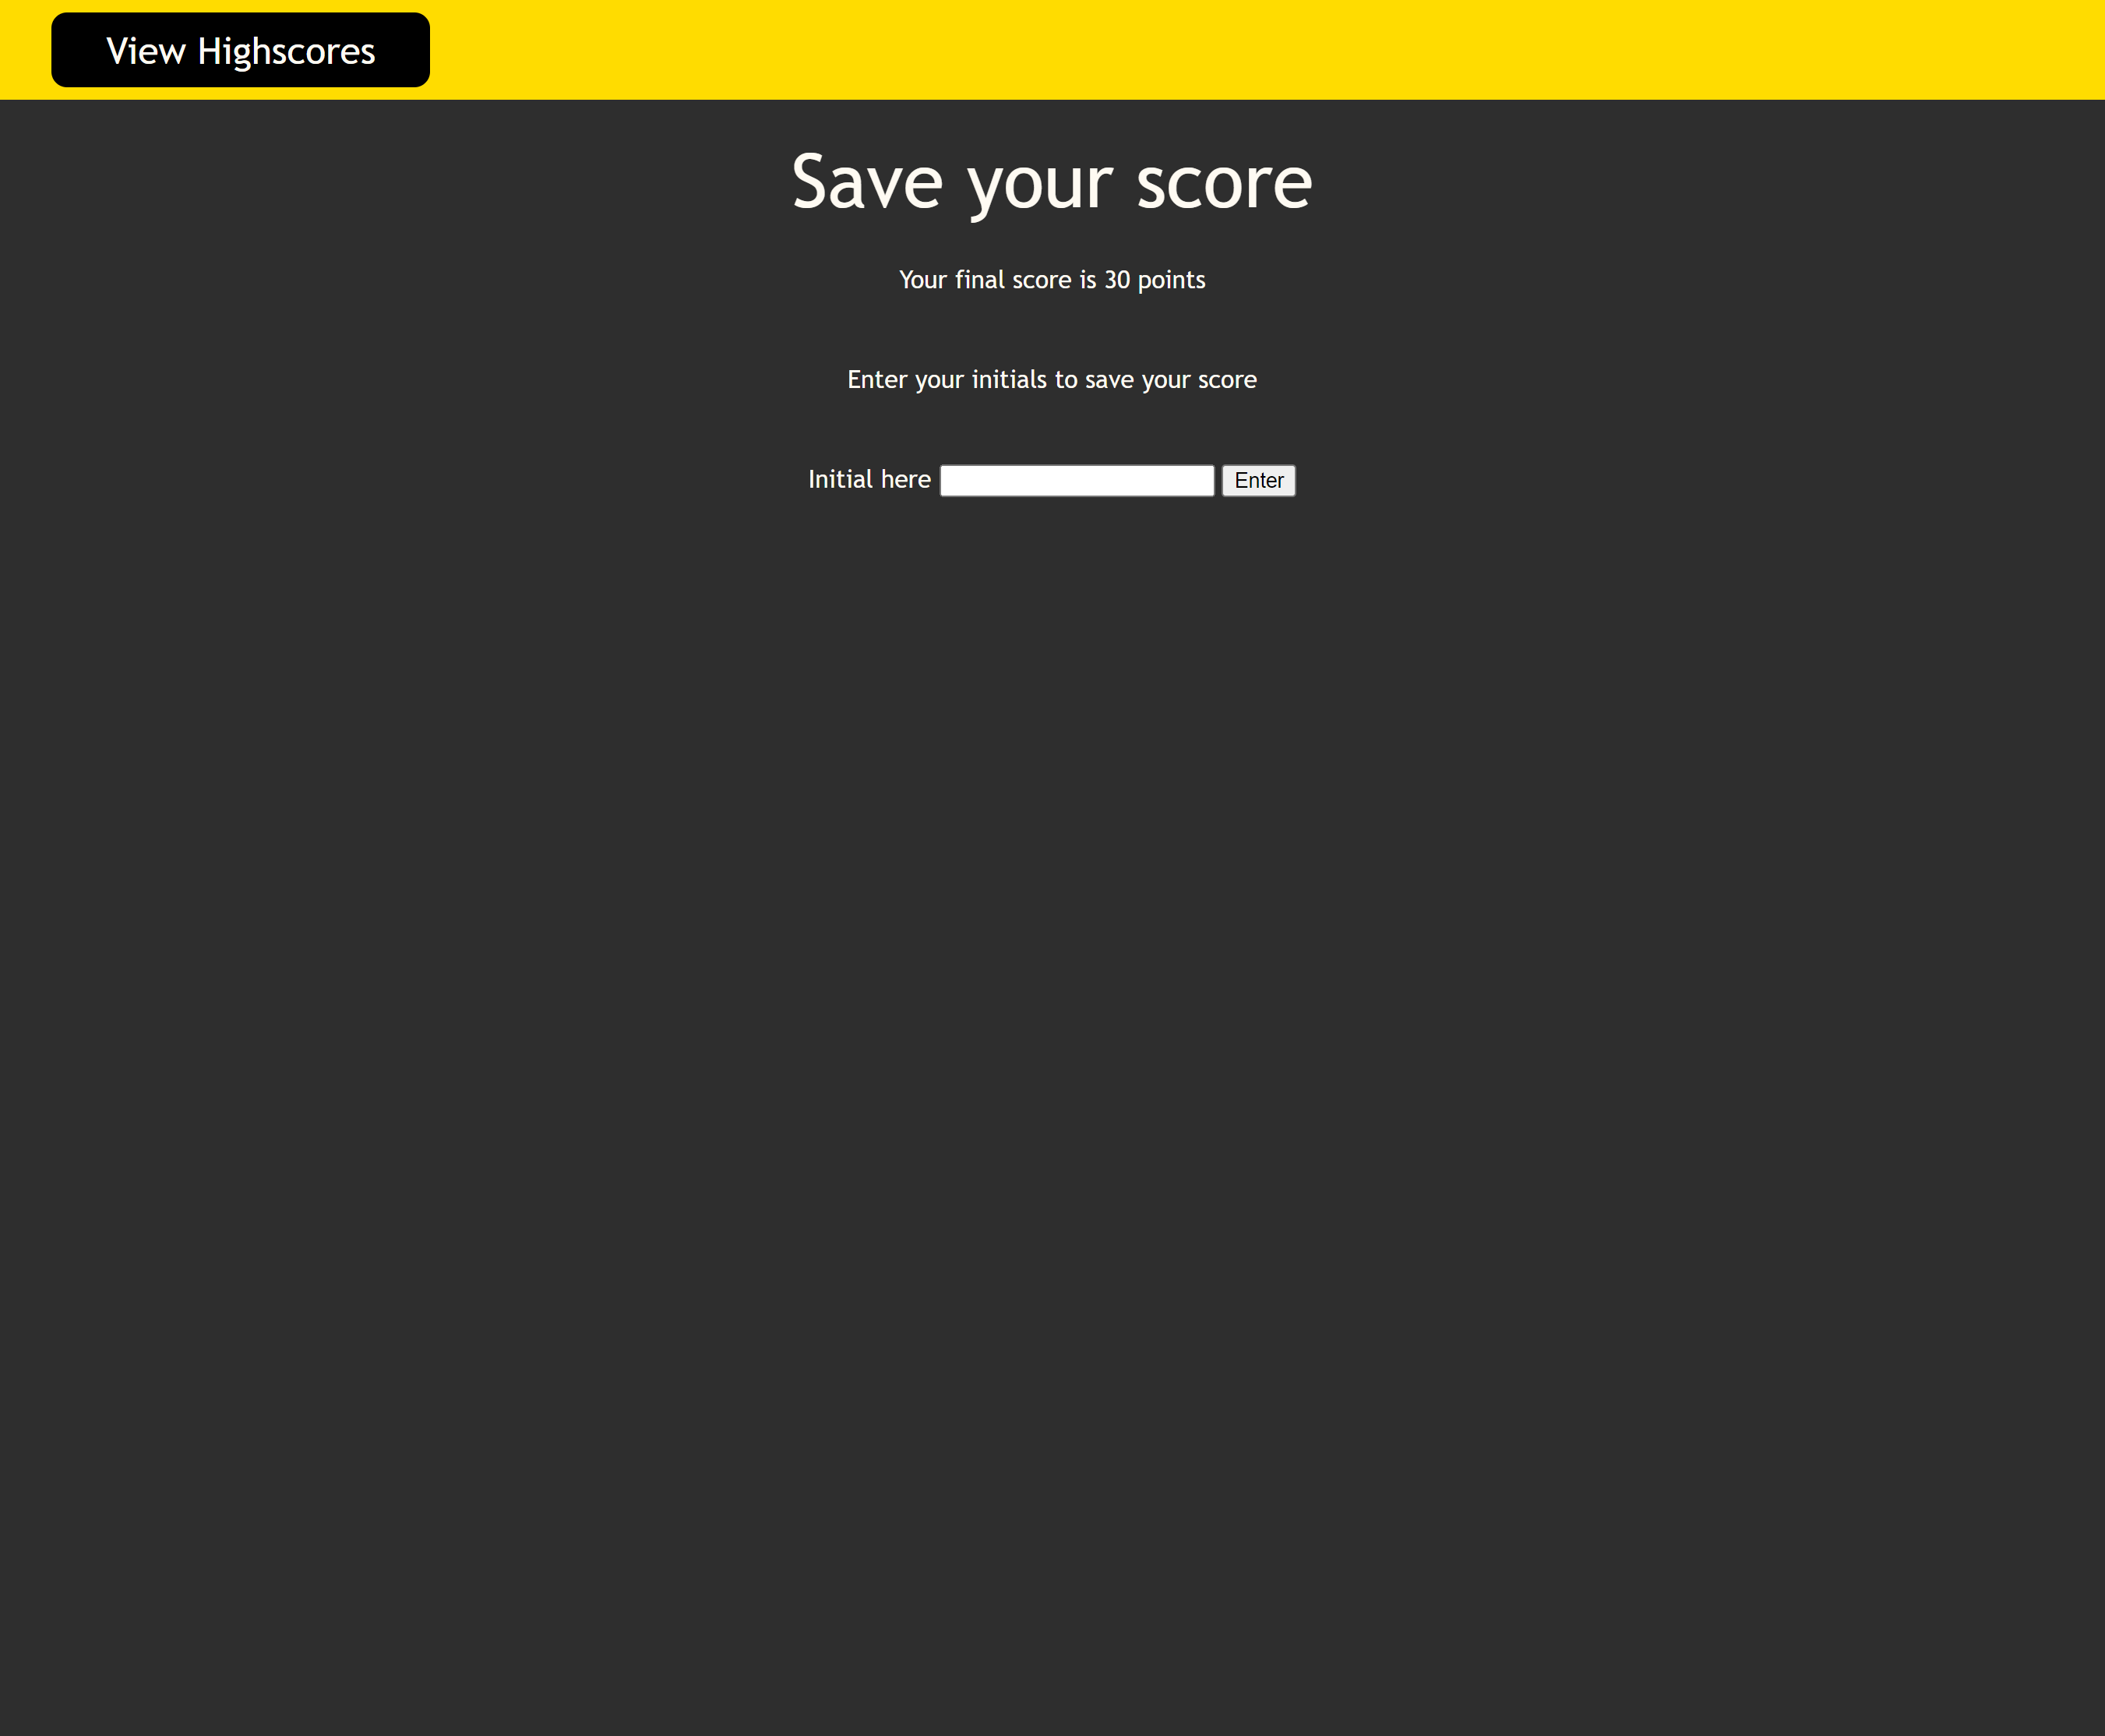 View Highscores
Save your score
Your final score is 30 points
Enter your initials to save your score
Initial here Enter